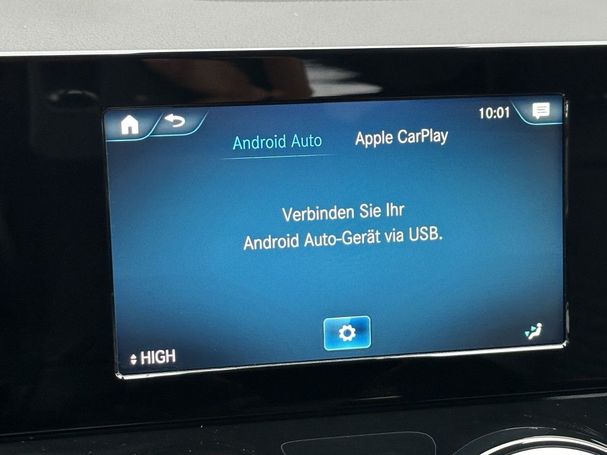 10:01
Android Auto
Apple CarPlay
Verbinden Sie Ihr
Android Auto-Gerät via USB.
HIGH